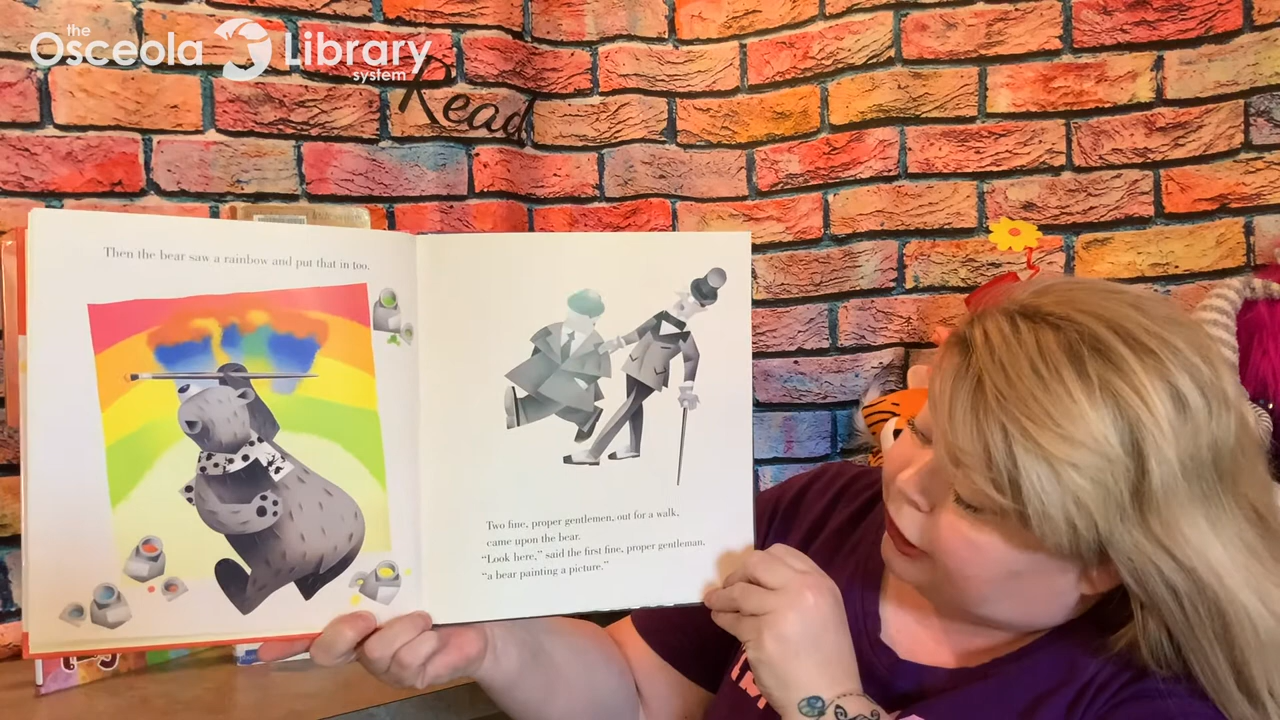 the
Osceola Library
system
Read
Then the bear saw a rainbow and put that in too.
Two fine, proper gentlemen, out for a walk,
came upon the bear.
“Look here,” said the first fine, proper gentleman,
“a bear painting a picture.”